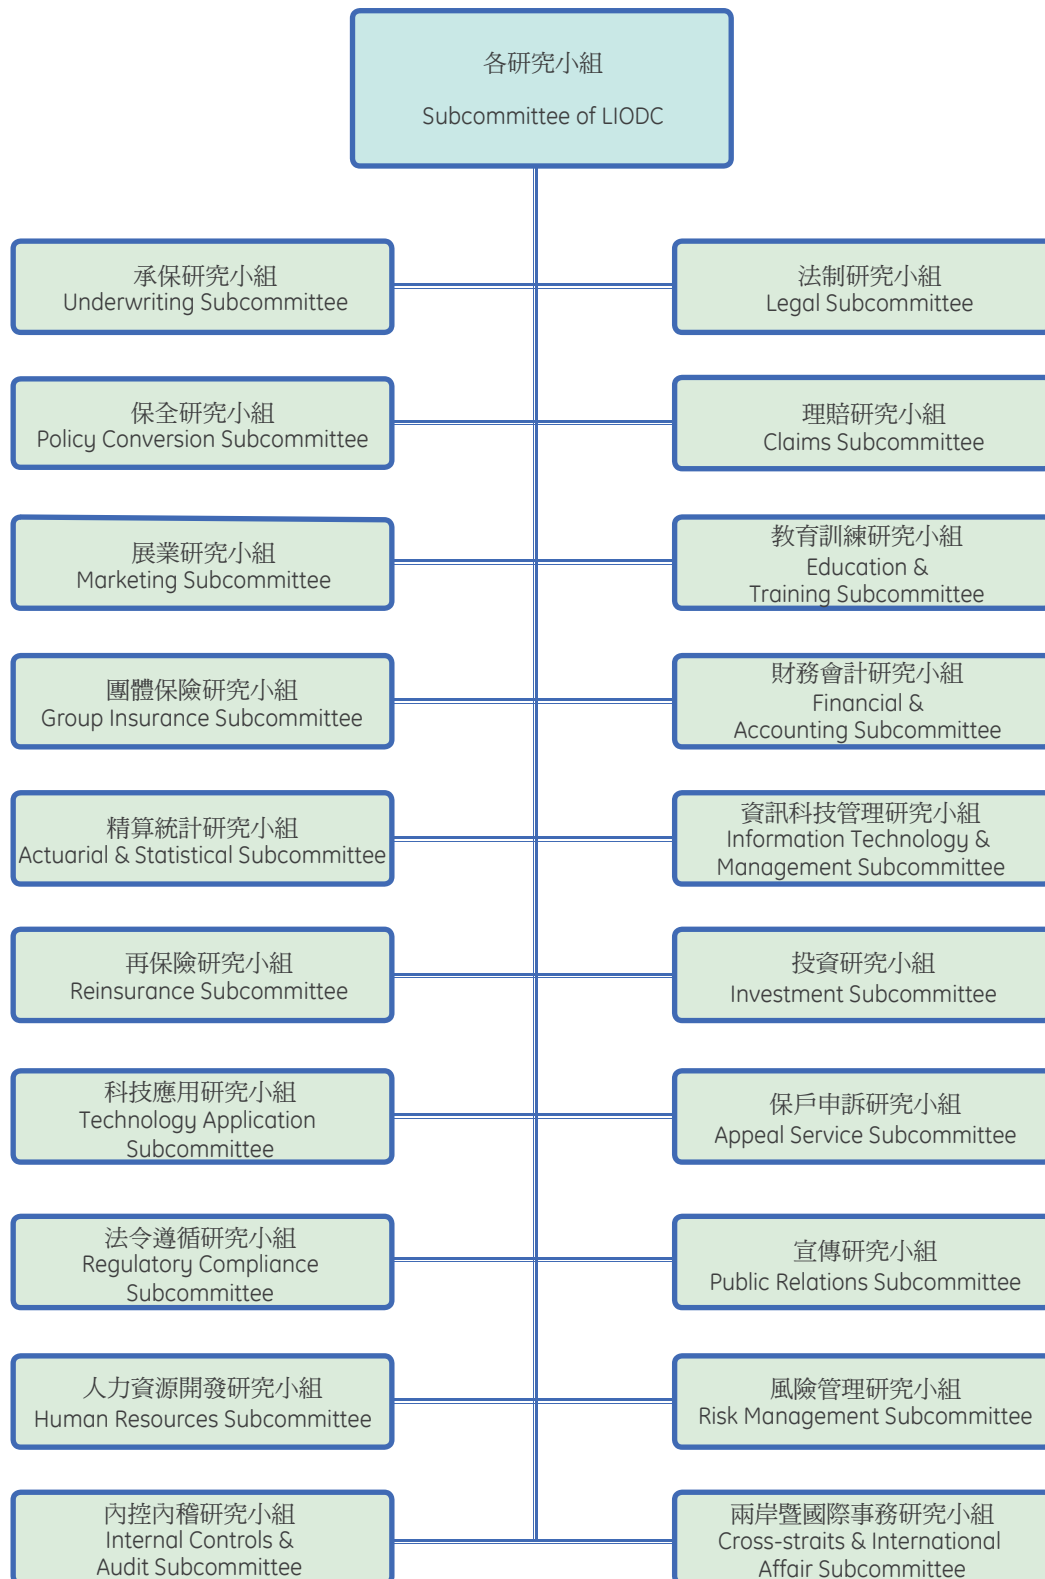 各研究小組
Subcommittee of LIODC
承保研究小組
Underwriting Subcommittee
法制研究小組
Legal Subcommittee
保全研究小組
Policy Conversion Subcommittee
理賠研究小組
Claims Subcommittee
展業研究小組
Marketing Subcommittee
教育訓練研究小組
Education &
Training Subcommittee
團體保險研究小組
Group Insurance Subcommittee
財務會計研究小組
Financial &
Accounting Subcommittee
精算統計研究小組
Actuarial & Statistical Subcommittee
資訊科技管理研究小組
Information Technology &
Management Subcommittee
再保險研究小組
Reinsurance Subcommittee
投資研究小組
Investment Subcommittee
科技應用研究小組
Technology Application
Subcommittee
保戶申訴研究小組
Appeal Service Subcommittee
法令遵循研究小組
Regulatory Compliance
Subcommittee
宣傳研究小組
Public Relations Subcommittee
人力資源開發研究小組
Human Resources Subcommittee
風險管理研究小組
Risk Management Subcommittee
內控內稽研究小組
Internal Controls &
Audit Subcommittee
兩岸暨國際事務研究小組
Cross-straits & International
Affair Subcommittee